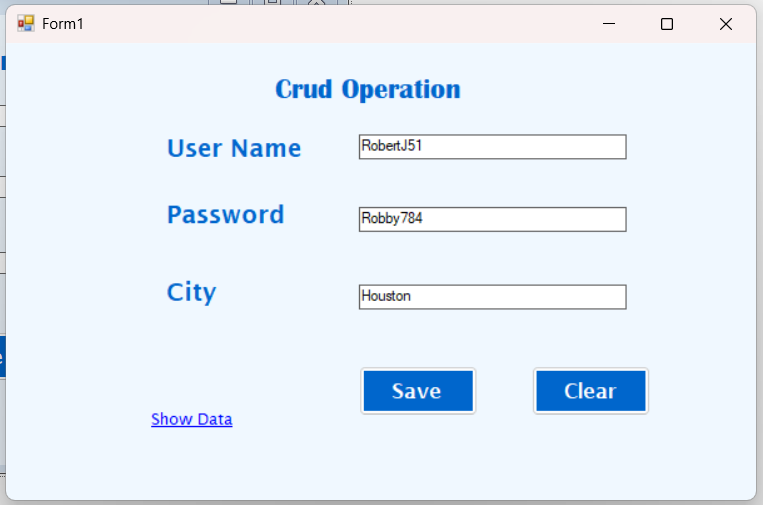 Form1
Crud Operation
User Name RobertJ51
Password Robby784
City Houston
Save Clear
Show Data